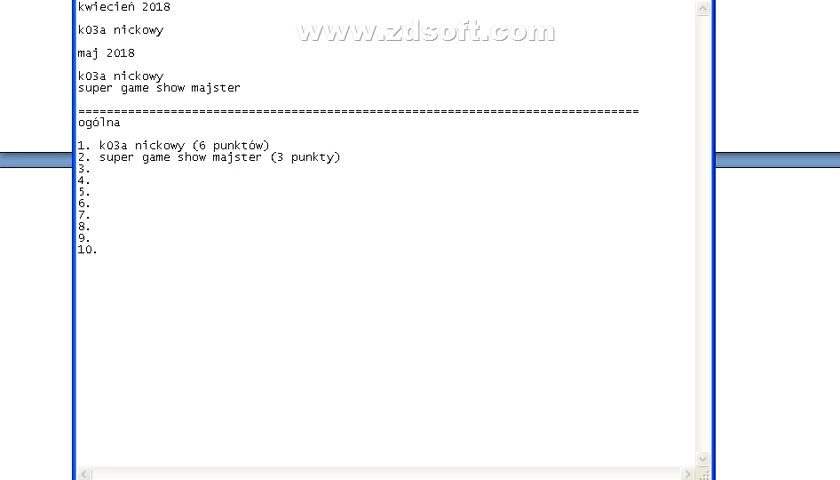 kwiecień 2018
www.zdsoft.com
k03a nickowy
maj 2018
k03a nickowy
super game show majster
===============================================================================
ogólna
1. k03a nickowy (6 punktów)
2. super game show majster (3 punkty)
3.
4.
5.
6.
7.
8.
9.
10.